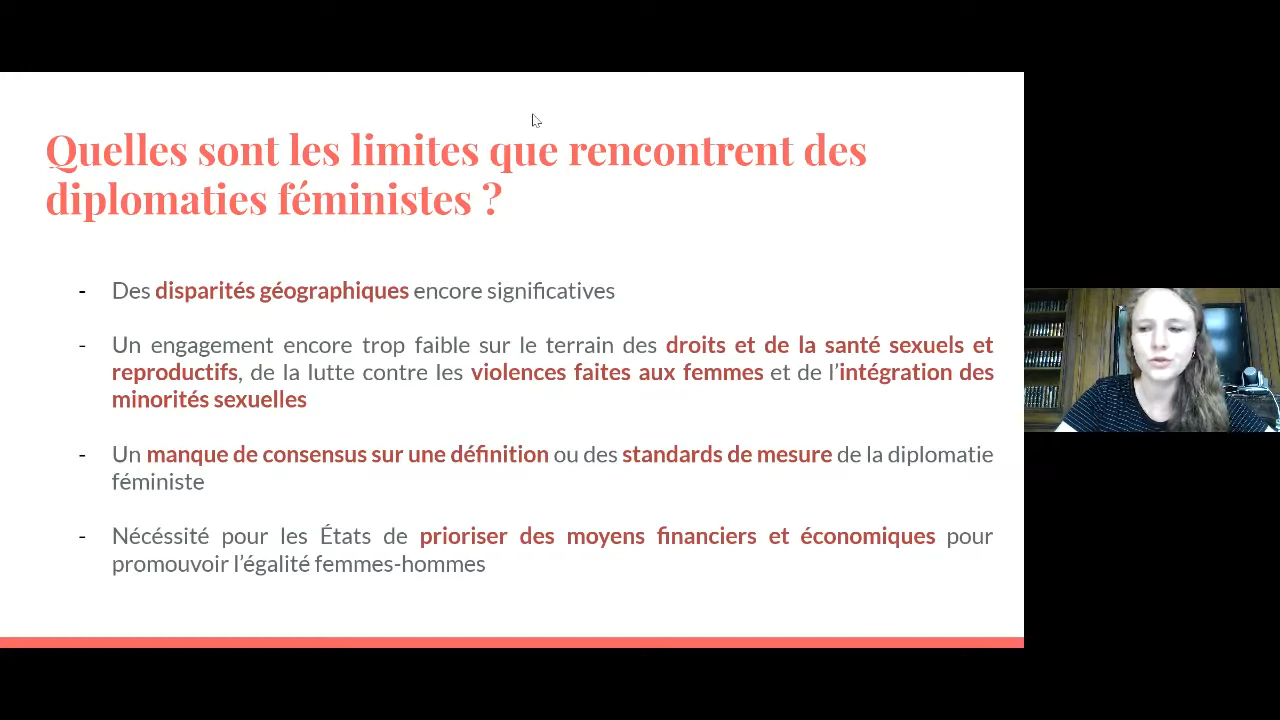 Quelles sont les limites que rencontrent des
diplomaties féministes ?
- Des disparités géographiques encore significatives
- Un engagement encore trop faible sur le terrain des droits et de la santé sexuels et
reproductifs, de la lutte contre les violences faites aux femmes et de l'intégration des
minorités sexuelles
- Un manque de consensus sur une définition ou des standards de mesure de la diplomatie
féministe
- Nécéssité pour les États de prioriser des moyens financiers et économiques pour
promouvoir l'égalité femmes-hommes